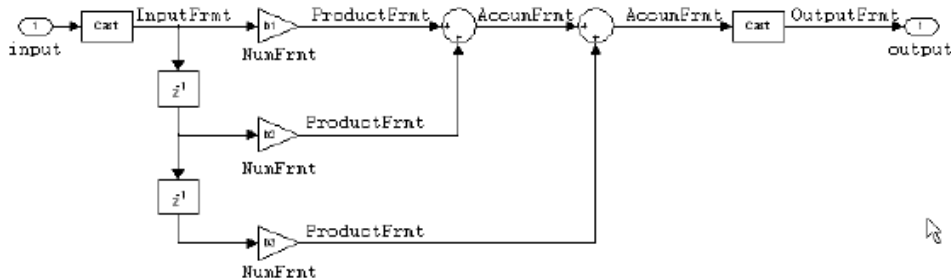 InputFrmt ProductFrmt AccumFrmt AccumFrmt OutputFrmt
1 Cast b1 + + + + Cast 1
input NumFrmt output
z-1
ProductFrmt
b2
NumFrmt
z-1
ProductFrmt
b3
NumFrmt